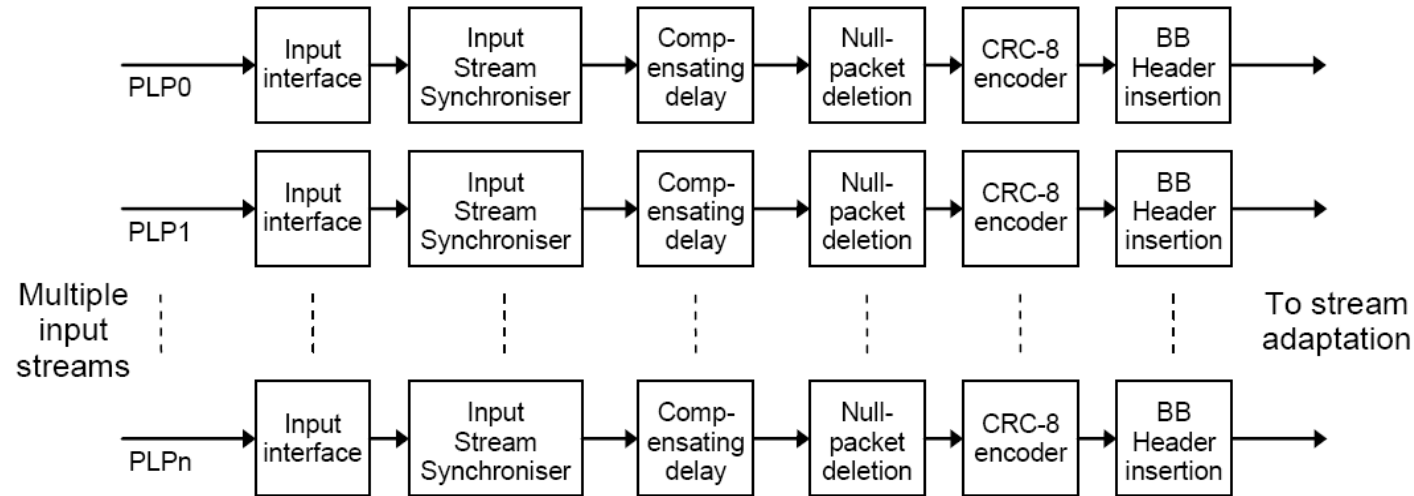 Input
interface
Input
Stream
Synchroniser
Comp-
ensating
delay
Null-
packet
deletion
CRC-8
encoder
BB
Header
insertion
PLP0
Input
interface
Input
Stream
Synchroniser
Comp-
ensating
delay
Null-
packet
deletion
CRC-8
encoder
BB
Header
insertion
PLP1
Multiple
input
streams
To stream
adaptation
Input
interface
Input
Stream
Synchroniser
Comp-
ensating
delay
Null-
packet
deletion
CRC-8
encoder
BB
Header
insertion
PLPn